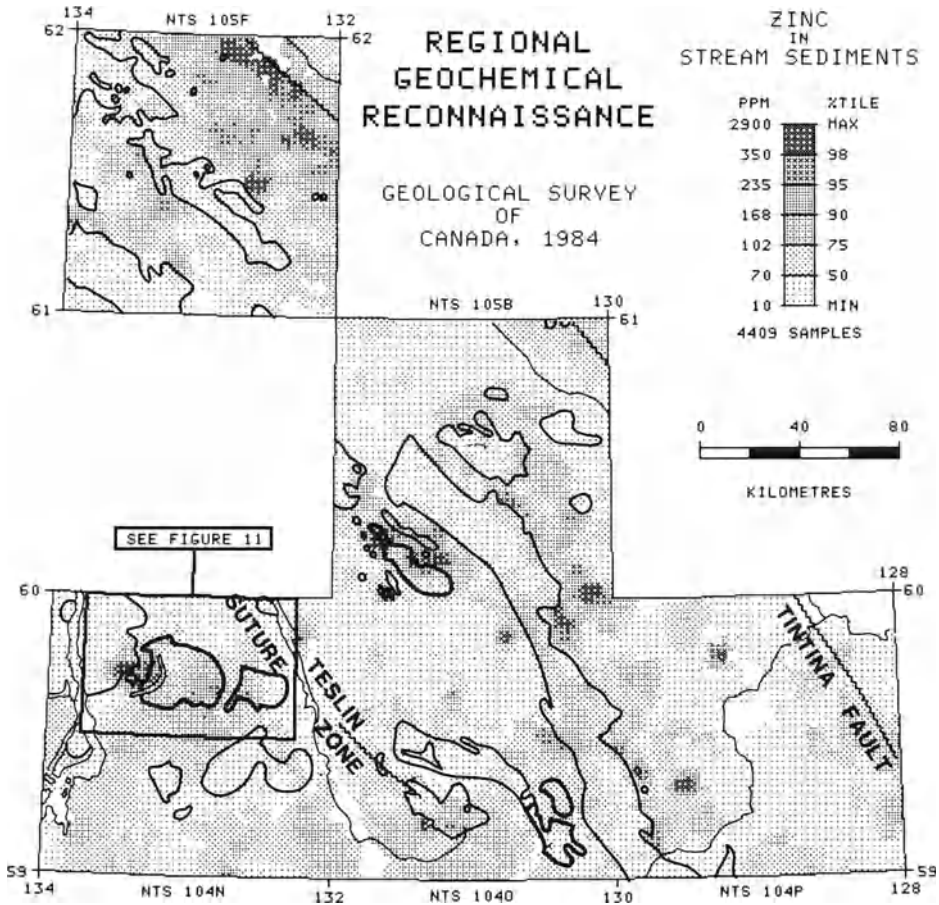 134
NTS 105F
132
62
62
REGIONAL
GEOCHEMICAL
RECONNAISSANCE
GEOLOGICAL SURVEY
OF
CANADA, 1984
ZINC
IN
STREAM SEDIMENTS
PPM %TILE
2900 MAX
350 98
235 95
168 90
102 75
70 50
10 MIN
4409 SAMPLES
61
NTS 105B
130
61
0 40 80
KILOMETRES
SEE FIGURE 11
60
128
60
SUTURE
TESLIN
ZONE
TINTINA
FAULT
59
59
134
NTS 104N
132
NTS 104O
130
NTS 104P
128